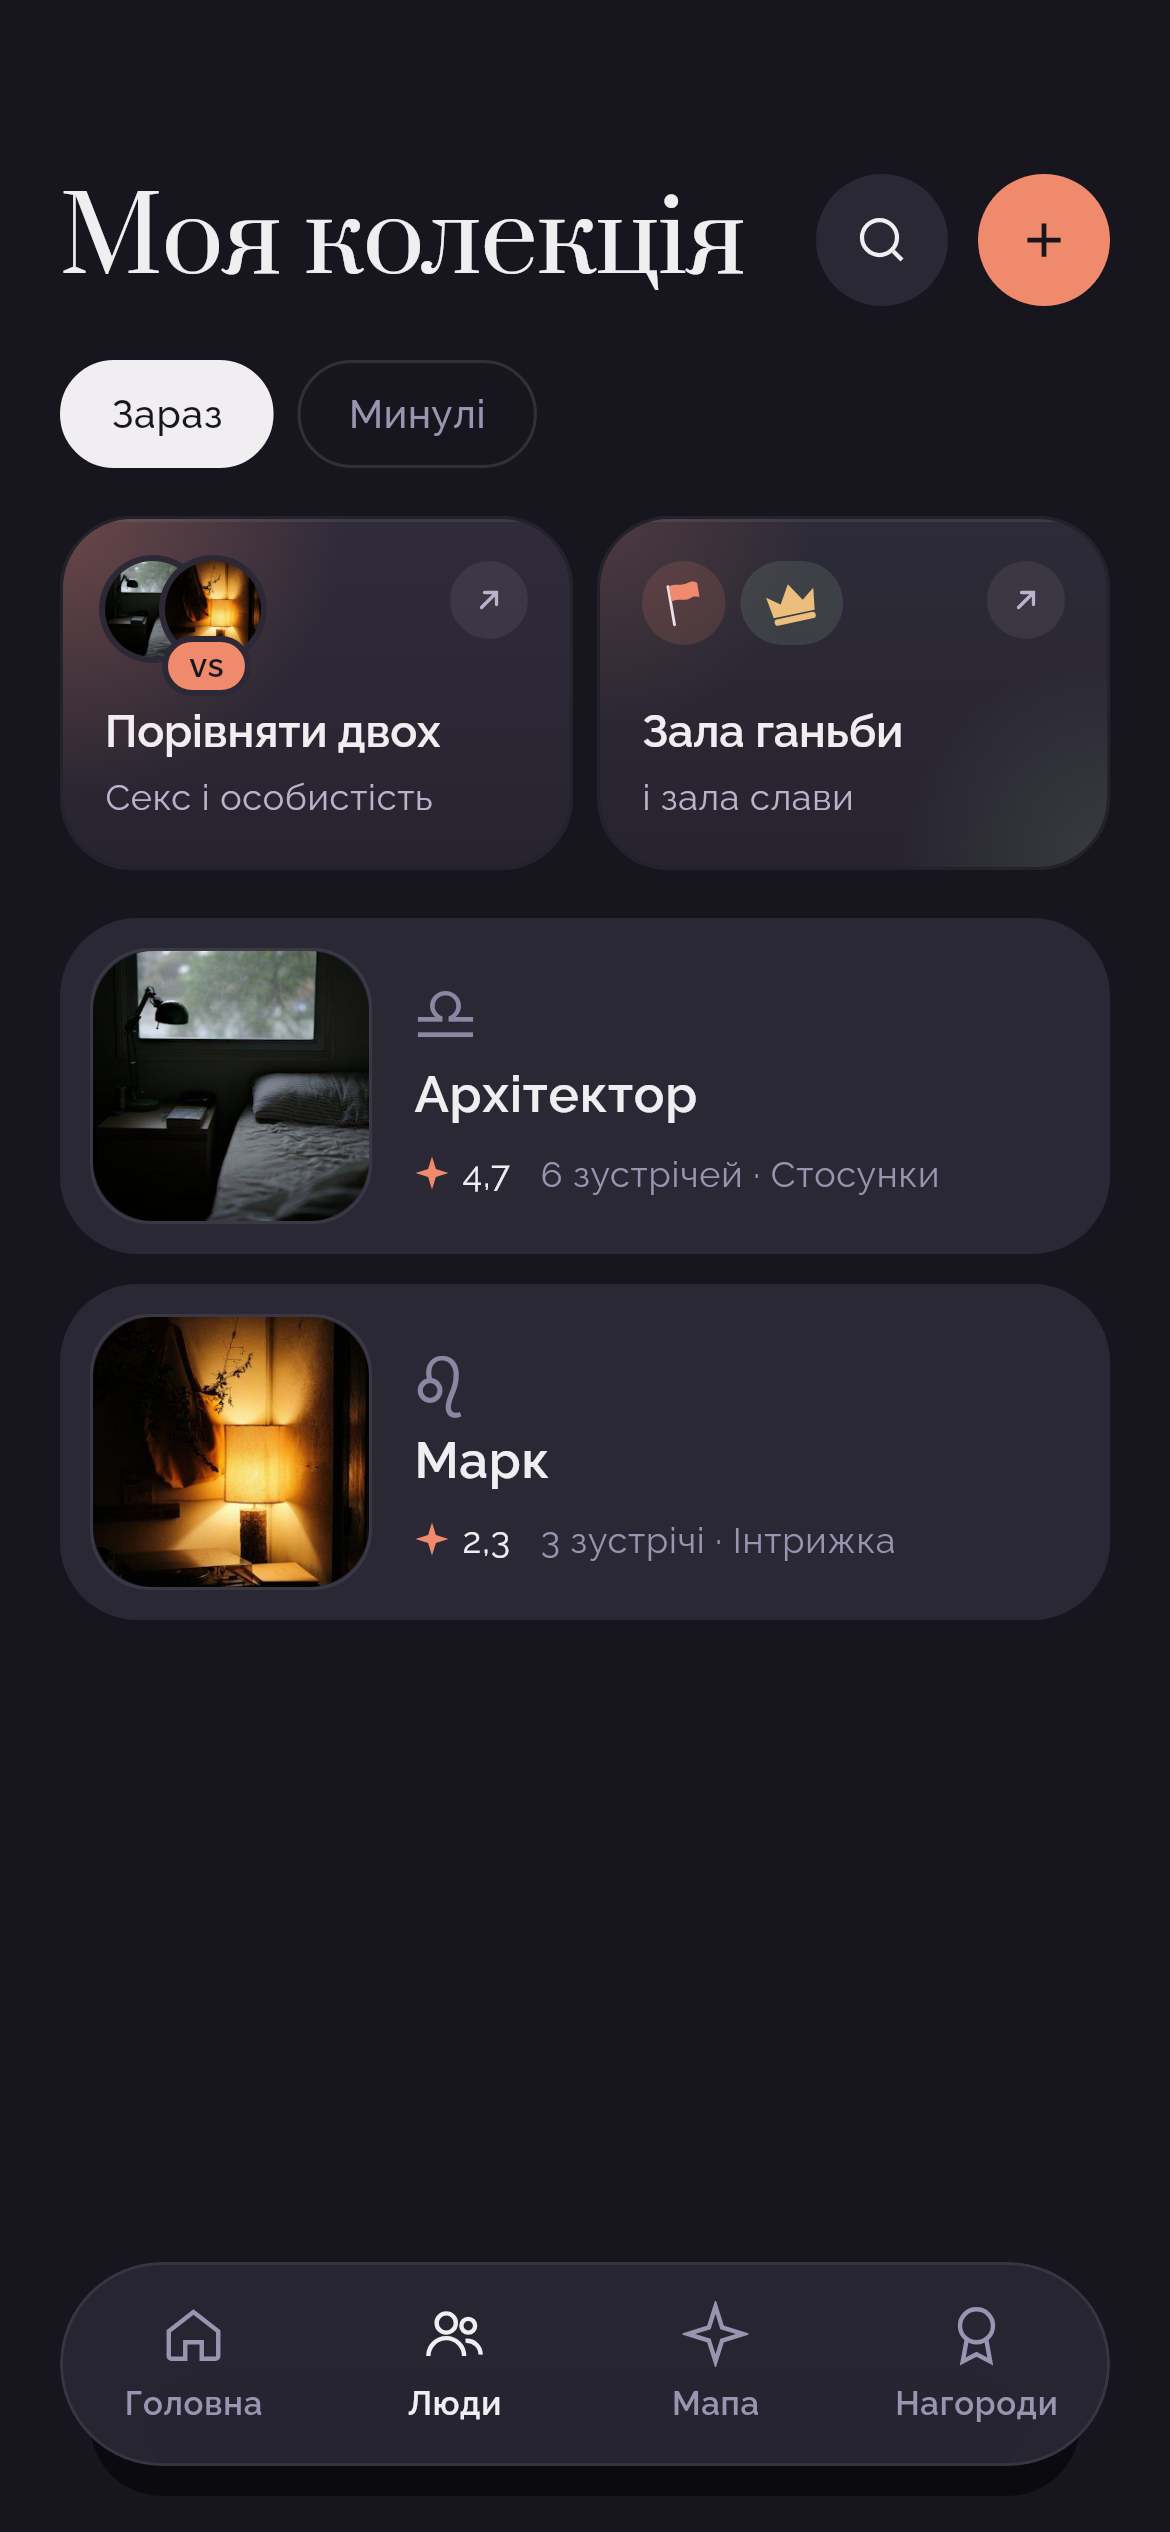 Моя колекція
Зараз
Минулі
VS
Порівняти двох
Секс і особистість
Зала ганьби
і зала слави
Архітектор
4,7 6 зустрічей · Стосунки
Марк
2,3 3 зустрічі · Інтрижка
Головна
Люди
Мапа
Нагороди